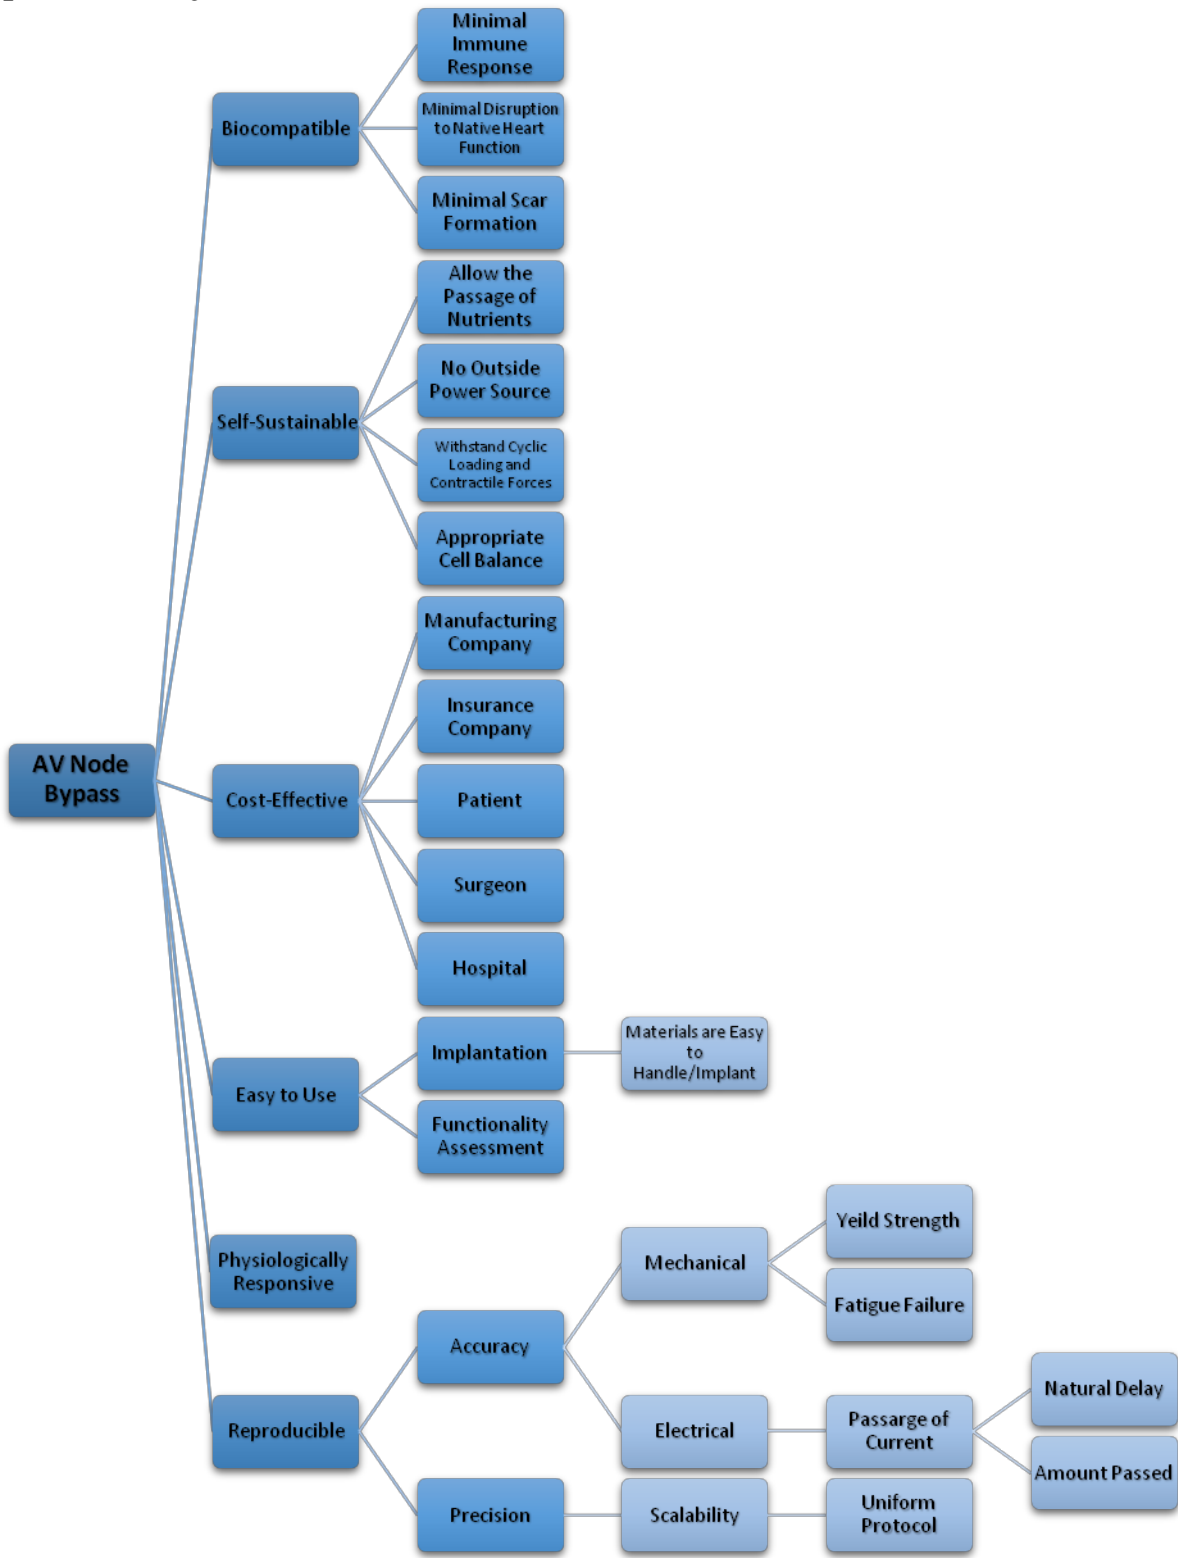 Minimal
Immune
Response
Biocompatible
Minimal Disruption
to Native Heart
Function
Minimal Scar
Formation
Allow the
Passage of
Nutrients
No Outside
Power Source
Self-Sustainable
Withstand Cyclic
Loading and
Contractile Forces
Appropriate
Cell Balance
Manufacturing
Company
Insurance
Company
AV Node
Bypass
Cost-Effective
Patient
Surgeon
Hospital
Implantation
Materials are Easy
to
Handle/Implant
Easy to Use
Functionality
Assessment
Physiologically
Responsive
Yeild Strength
Mechanical
Fatigue Failure
Accuracy
Natural Delay
Reproducible
Electrical
Passarge of
Current
Amount Passed
Precision
Scalability
Uniform
Protocol